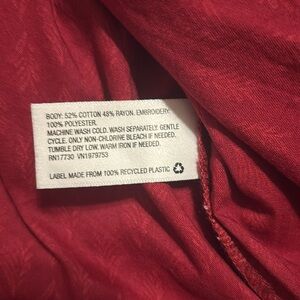 BODY: 52% COTTON 48% RAYON. EMBROIDERY:
100% POLYESTER.
MACHINE WASH COLD. WASH SEPARATELY. GENTLE
CYCLE. ONLY NON-CHLORINE BLEACH IF NEEDED.
TUMBLE DRY LOW. WARM IRON IF NEEDED.
RN17730 VN1979753
LABEL MADE FROM 100% RECYCLED PLASTIC